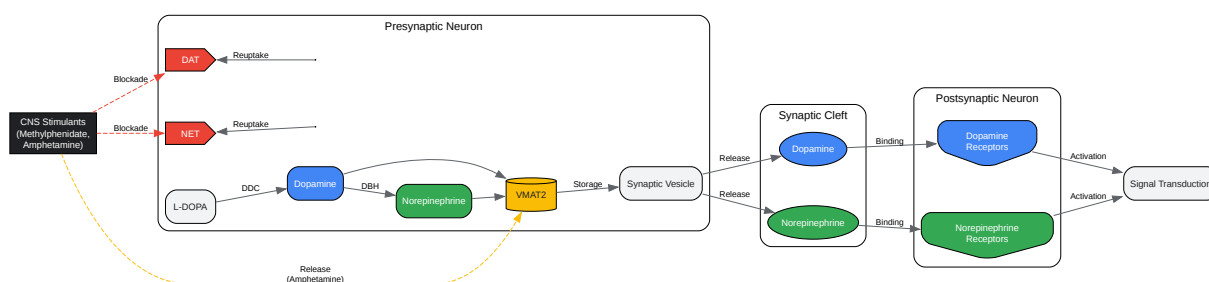 Presynaptic Neuron
DAT
Reuptake
Blockade
CNS Stimulants
(Methylphenidate,
Amphetamine)
Blockade
NET
Reuptake
L-DOPA
DDC
Dopamine
DBH
Norepinephrine
VMAT2
Storage
Synaptic Vesicle
Release
Release
Synaptic Cleft
Dopamine
Norepinephrine
Binding
Binding
Postsynaptic Neuron
Dopamine
Receptors
Norepinephrine
Receptors
Activation
Activation
Signal Transduction
Release
(Amphetamine)